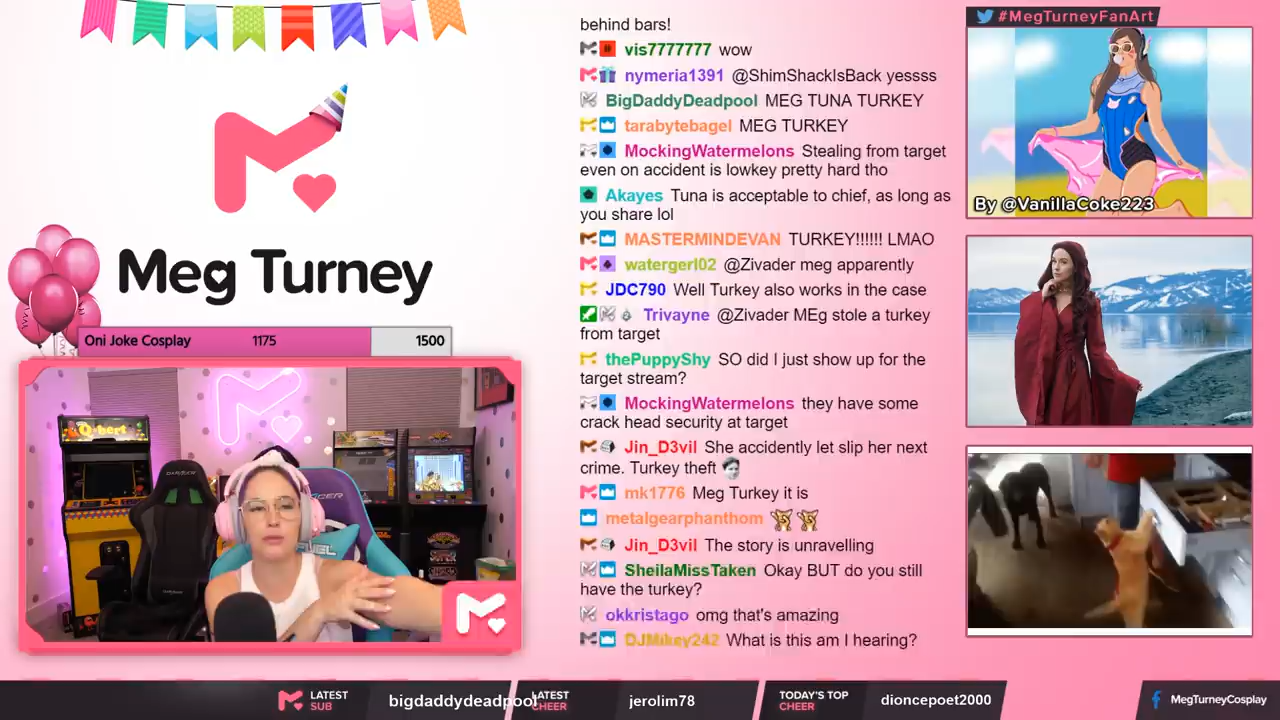 Meg Turney
Oni Joke Cosplay 1175 1500
Q*bert
behind bars!
vis7777777 wow
nymeria1391 @ShimShackIsBack yessss
BigDaddyDeadpool MEG TUNA TURKEY
tarabytebagel MEG TURKEY
MockingWatermelons Stealing from target
even on accident is lowkey pretty hard tho
Akayes Tuna is acceptable to chief, as long as
you share lol
MASTERMINDEVAN TURKEY!!!!!! LMAO
watergerl02 @Zivader meg apparently
JDC790 Well Turkey also works in the case
Trivayne @Zivader MEg stole a turkey
from target
thePuppyShy SO did I just show up for the
target stream?
MockingWatermelons they have some
crack head security at target
Jin_D3vil She accidently let slip her next
crime. Turkey theft
mk1776 Meg Turkey it is
metalgearphanthom
Jin_D3vil The story is unravelling
SheilaMissTaken Okay BUT do you still
have the turkey?
okkristago omg that's amazing
DJMikey242 What is this am I hearing?
#MegTurneyFanArt
By @VanillaCoke223
LATEST SUB bigdaddydeadpool
LATEST CHEER jerolim78
TODAY'S TOP CHEER dioncepoet2000
MegTurneyCosplay